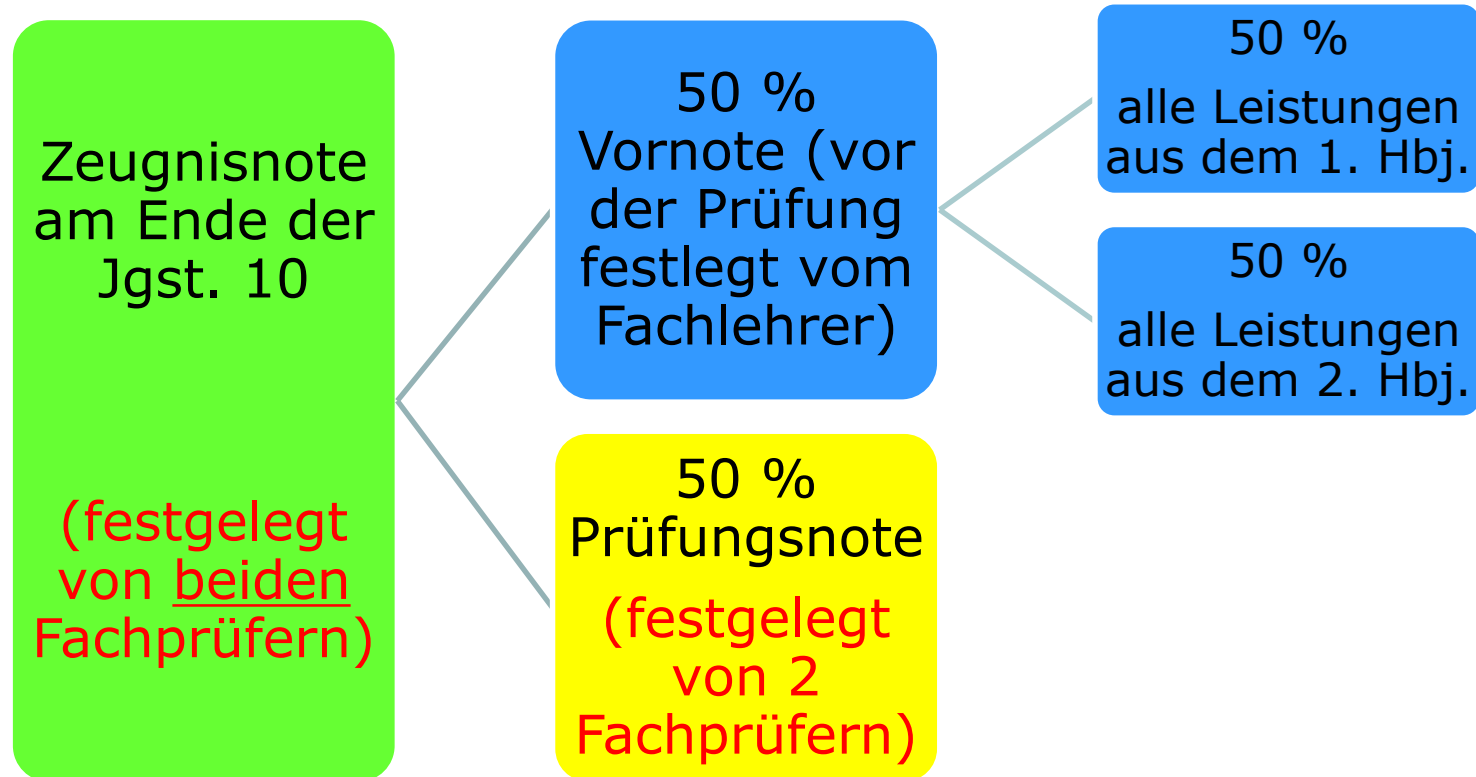 Zeugnisnote
am Ende der
Jgst. 10
(festgelegt
von beiden
Fachprüfern)
50 %
Vornote (vor
der Prüfung
festlegt vom
Fachlehrer)
50 %
Prüfungsnote
(festgelegt
von 2
Fachprüfern)
50 %
alle Leistungen
aus dem 1. Hbj.
50 %
alle Leistungen
aus dem 2. Hbj.